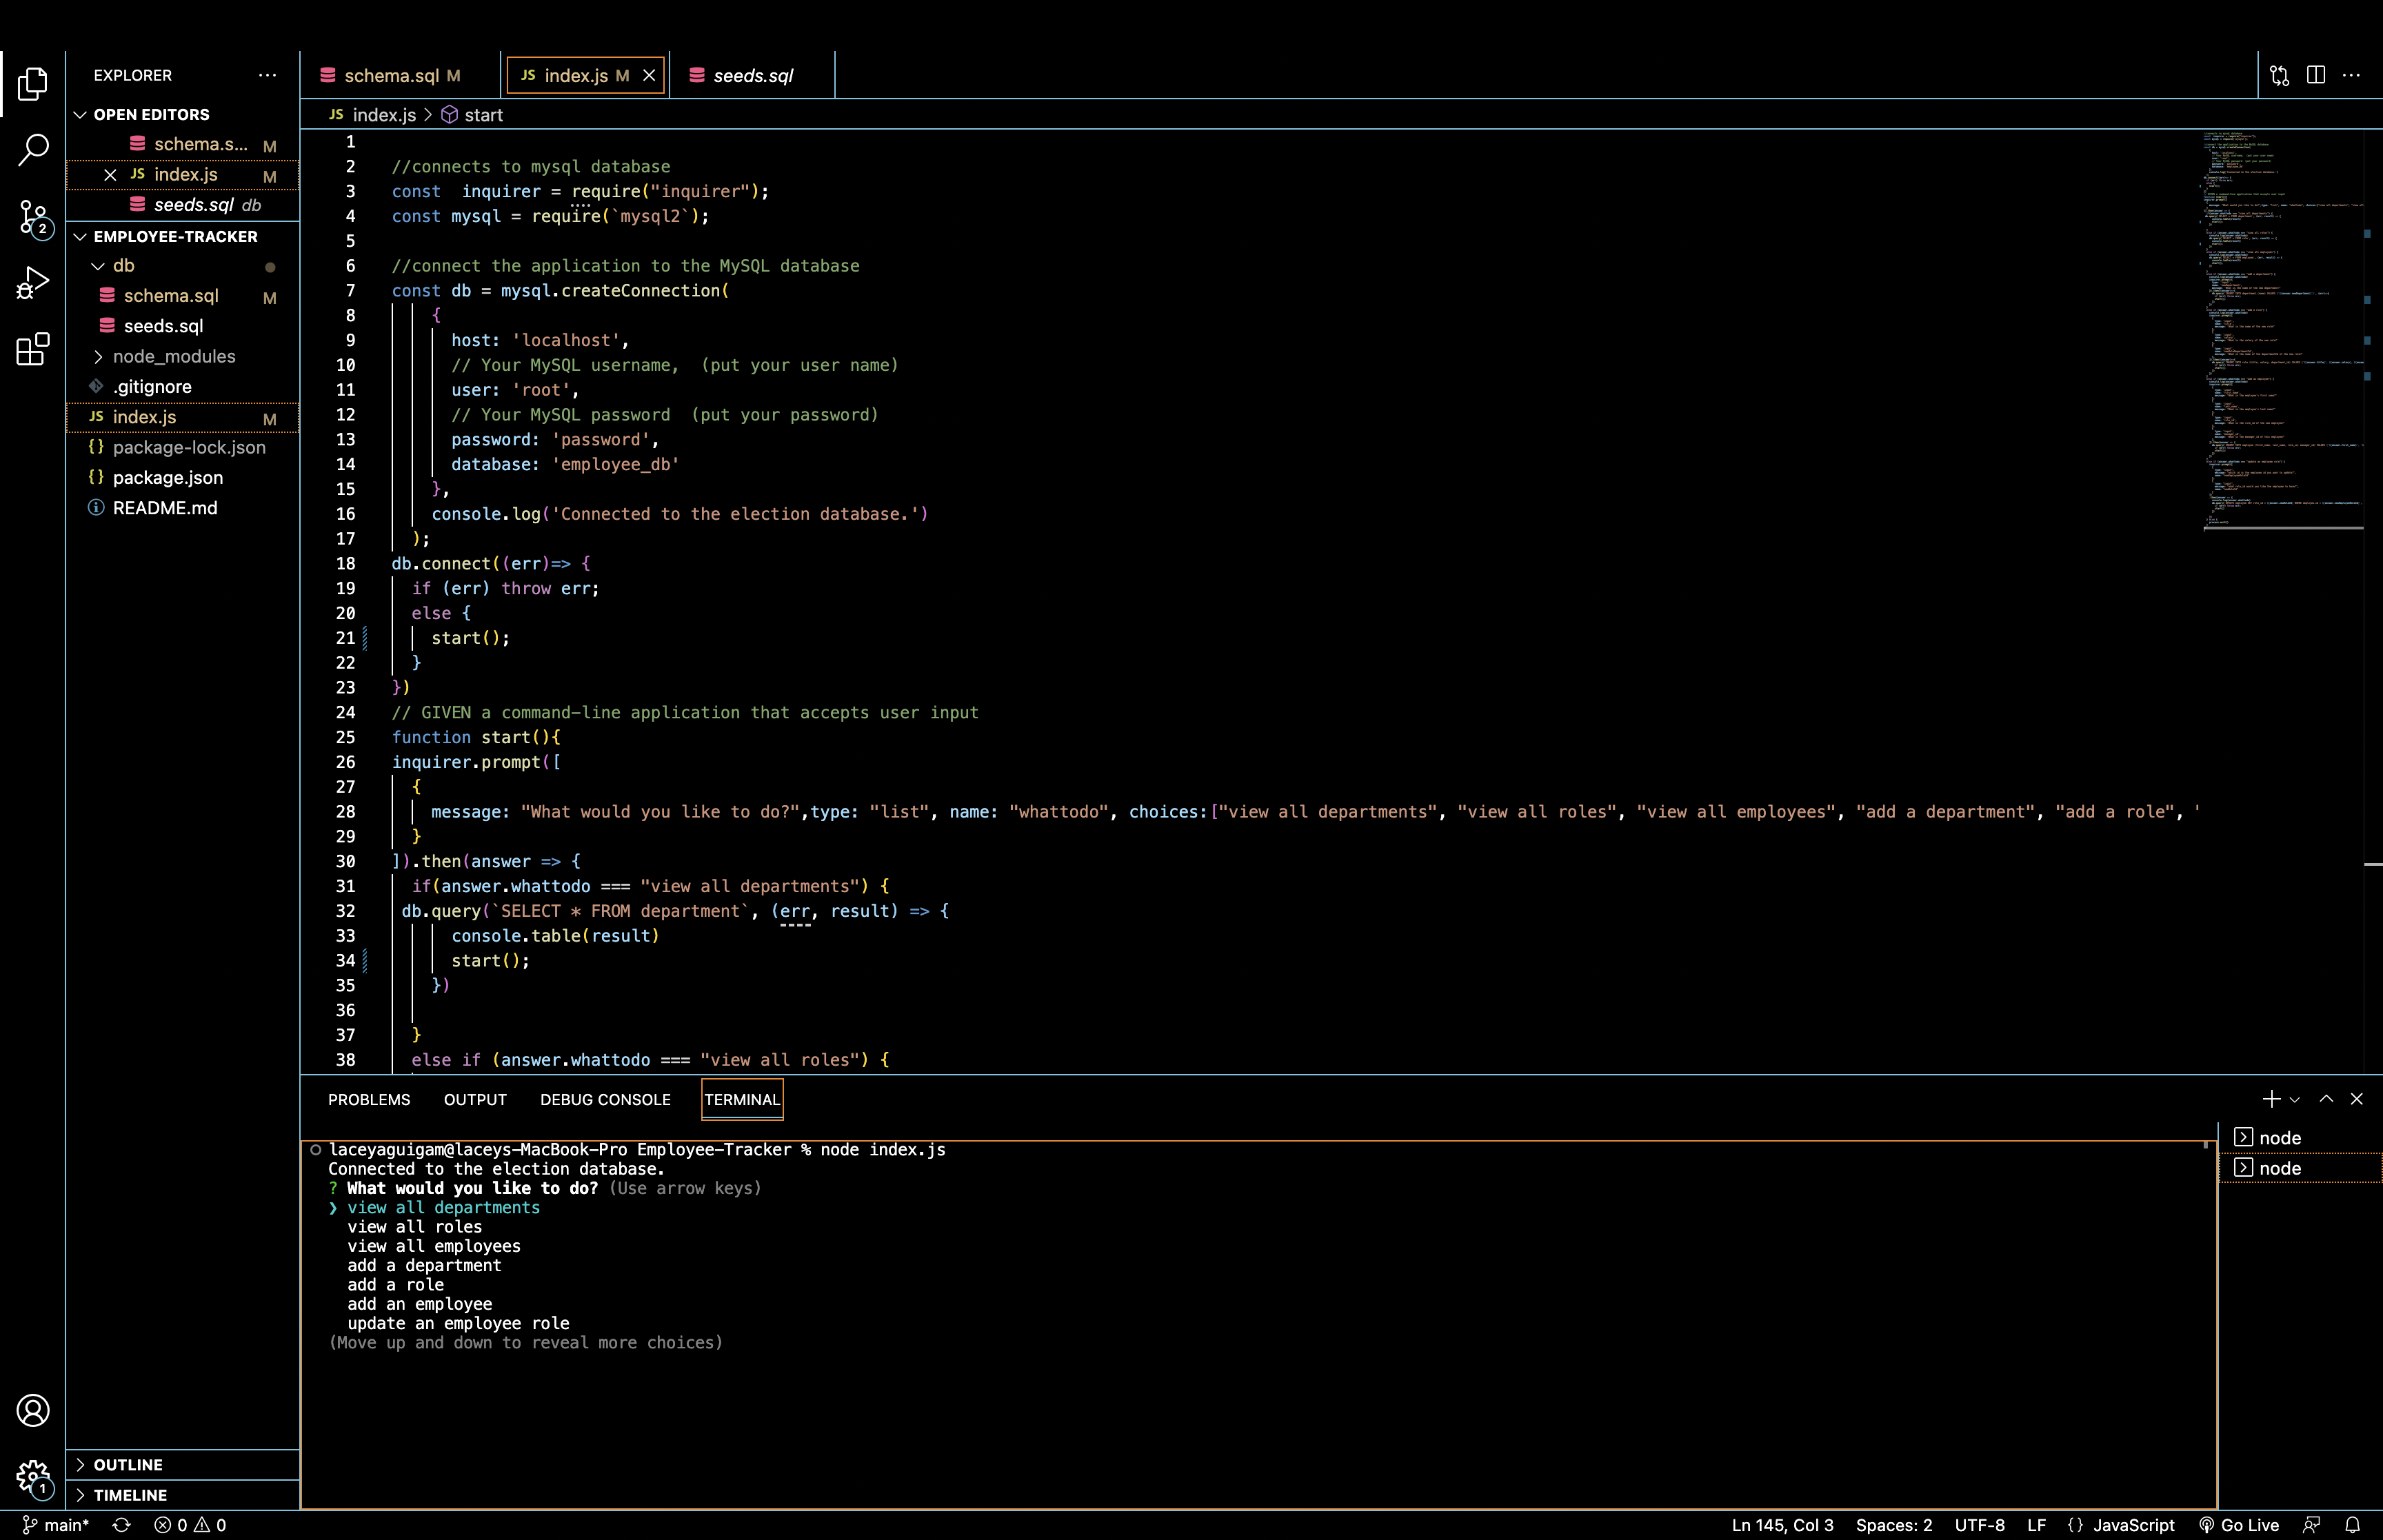 EXPLORER
OPEN EDITORS
schema.s... M
JS index.js M
seeds.sql db
EMPLOYEE-TRACKER
db
schema.sql M
seeds.sql
node_modules
.gitignore
JS index.js M
{} package-lock.json
{} package.json
README.md
OUTLINE
TIMELINE
schema.sql M
JS index.js M
seeds.sql
JS index.js > start
1
2 //connects to mysql database
3 const  inquirer = require("inquirer");
4 const mysql = require(`mysql2`);
5
6 //connect the application to the MySQL database
7 const db = mysql.createConnection(
8 {
9 host: 'localhost',
10 // Your MySQL username,  (put your user name)
11 user: 'root',
12 // Your MySQL password  (put your password)
13 password: 'password',
14 database: 'employee_db'
15 },
16 console.log('Connected to the election database.')
17 );
18 db.connect((err)=> {
19 if (err) throw err;
20 else {
21 start();
22 }
23 })
24 // GIVEN a command-line application that accepts user input
25 function start(){
26 inquirer.prompt([
27 {
28 message: "What would you like to do?",type: "list", name: "whattodo", choices:["view all departments", "view all roles", "view all employees", "add a department", "add a role", '
29 }
30 ]).then(answer => {
31 if(answer.whattodo === "view all departments") {
32 db.query(`SELECT * FROM department`, (err, result) => {
33 console.table(result)
34 start();
35 })
36
37 }
38 else if (answer.whattodo === "view all roles") {
PROBLEMS OUTPUT DEBUG CONSOLE TERMINAL
laceyaguigam@laceys-MacBook-Pro Employee-Tracker % node index.js
Connected to the election database.
? What would you like to do? (Use arrow keys)
❯ view all departments
view all roles
view all employees
add a department
add a role
add an employee
update an employee role
(Move up and down to reveal more choices)
node
node
2
1
main* 0 0 Ln 145, Col 3 Spaces: 2 UTF-8 LF {} JavaScript Go Live